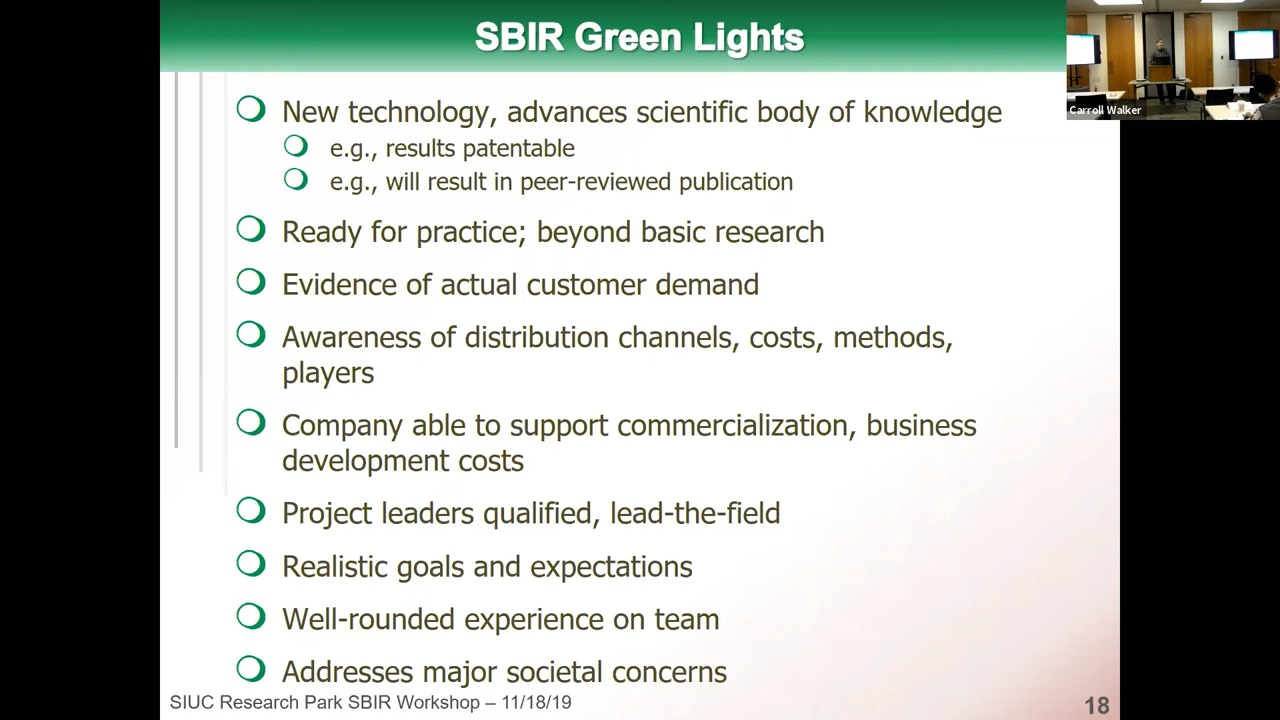 SBIR Green Lights
Carroll Walker
New technology, advances scientific body of knowledge
e.g., results patentable
e.g., will result in peer-reviewed publication
Ready for practice; beyond basic research
Evidence of actual customer demand
Awareness of distribution channels, costs, methods,
players
Company able to support commercialization, business
development costs
Project leaders qualified, lead-the-field
Realistic goals and expectations
Well-rounded experience on team
Addresses major societal concerns
SIUC Research Park SBIR Workshop – 11/18/19
18